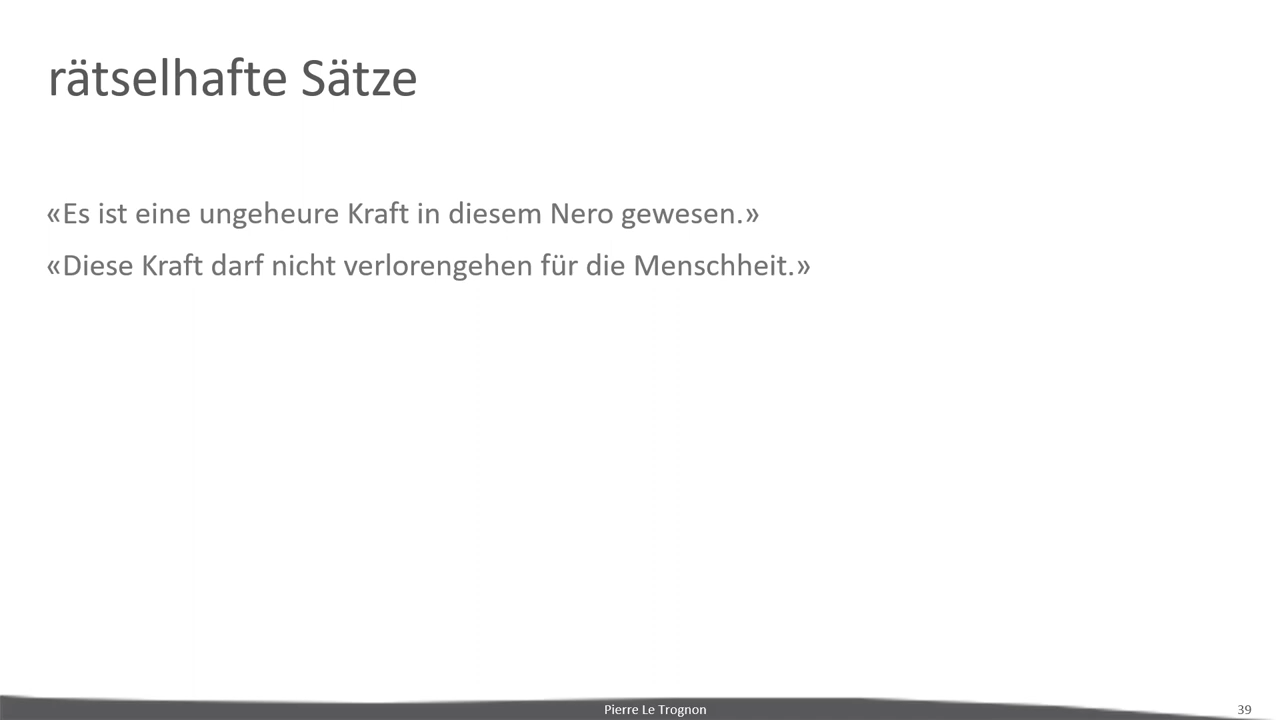 rätselhafte Sätze
«Es ist eine ungeheure Kraft in diesem Nero gewesen.»
«Diese Kraft darf nicht verlorengehen für die Menschheit.»
Pierre Le Trognon
39